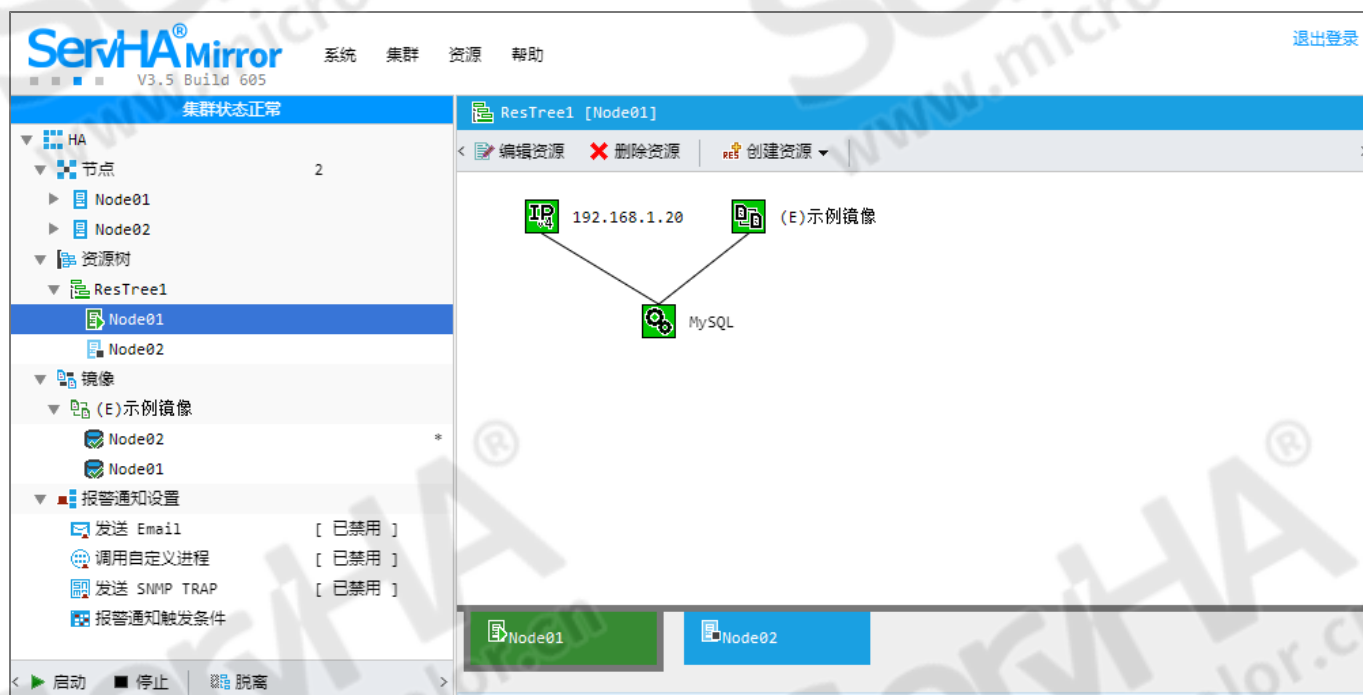 ServHA® Mirror
V3.5 Build 605
系统 集群 资源 帮助
退出登录
集群状态正常
HA
节点 2
Node01
Node02
资源树
ResTree1
Node01
Node02
镜像
(E)示例镜像
Node02 *
Node01
报警通知设置
发送 Email [ 已禁用 ]
调用自定义进程 [ 已禁用 ]
发送 SNMP TRAP [ 已禁用 ]
报警通知触发条件
< 启动 停止 脱离 >
ResTree1 [Node01]
< 编辑资源 删除资源 RES 创建资源
IP v4 192.168.1.20
(E)示例镜像
MySQL
Node01
Node02